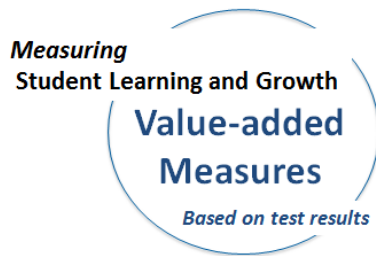 Measuring
Student Learning and Growth
Value-added
Measures
Based on test results